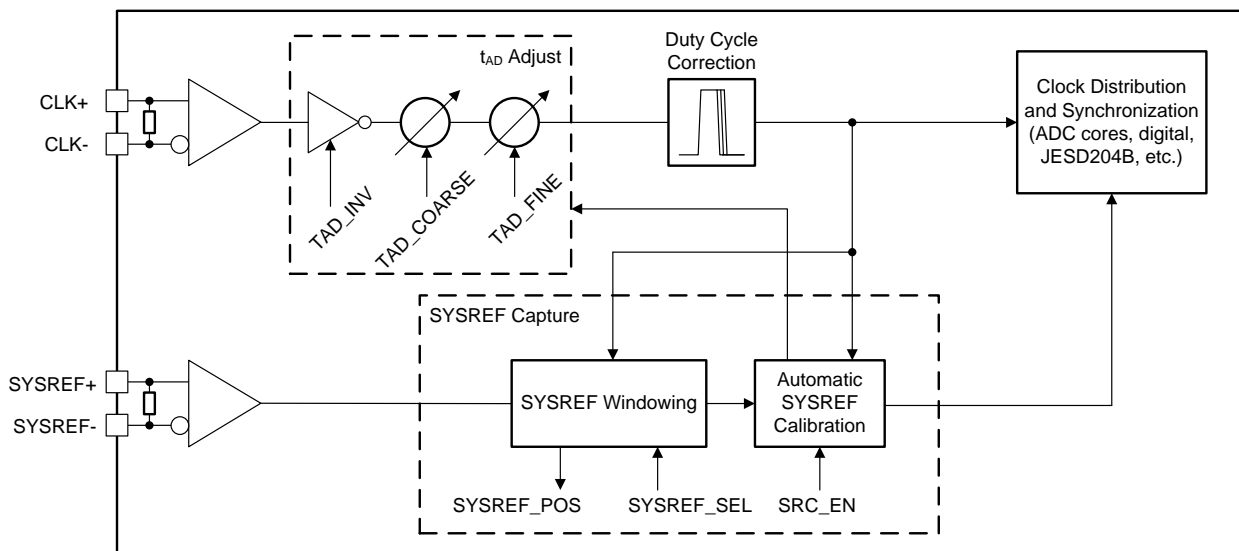 t_AD Adjust
Duty Cycle
Correction
Clock Distribution
and Synchronization
(ADC cores, digital,
JESD204B, etc.)
CLK+
CLK-
TAD_INV
TAD_COARSE
TAD_FINE
SYSREF Capture
SYSREF+
SYSREF-
SYSREF Windowing
Automatic
SYSREF
Calibration
SYSREF_POS
SYSREF_SEL
SRC_EN